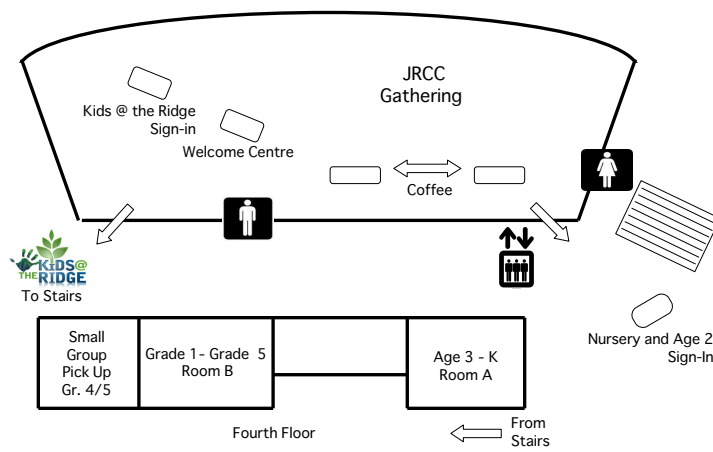 JRCC
Gathering
Kids @ the Ridge
Sign-in
Welcome Centre
Coffee
KIDS@
THE RIDGE
To Stairs
Nursery and Age 2
Sign-In
Small
Group
Pick Up
Gr. 4/5
Grade 1- Grade 5
Room B
Age 3 - K
Room A
Fourth Floor
From
Stairs